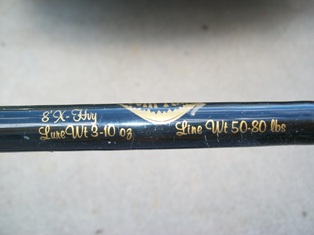 8' X-Hvy
Lure Wt 3-10 oz
Line Wt 50-80 lbs